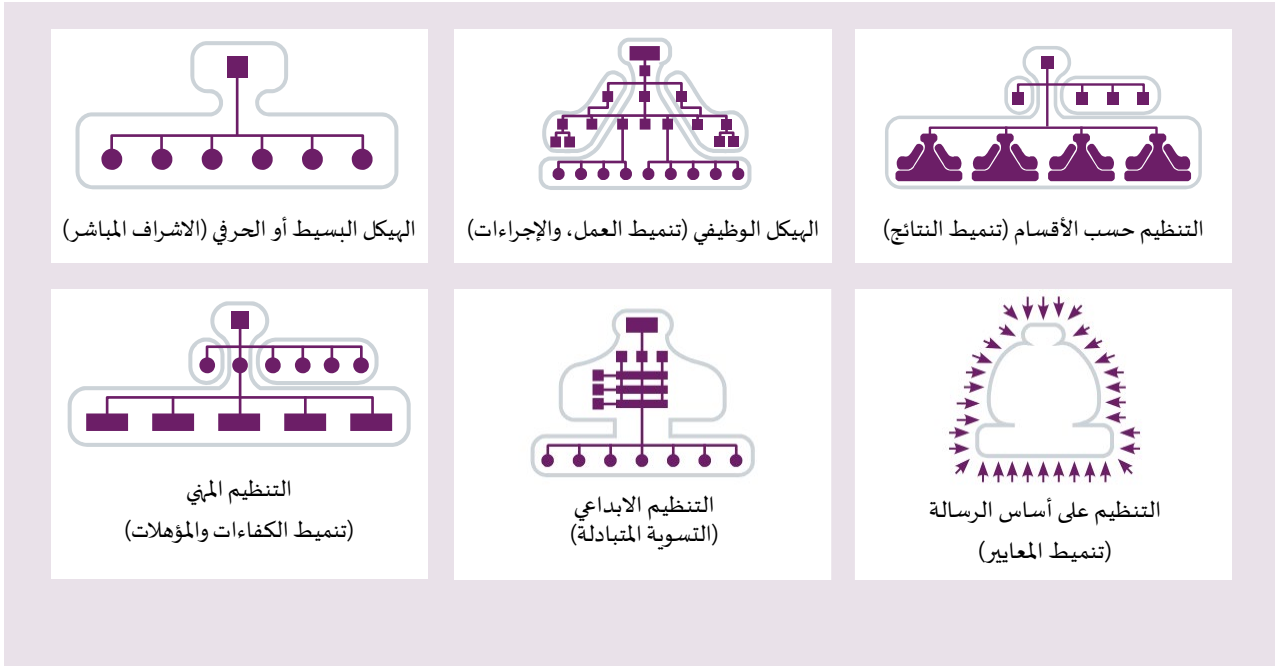 التنظيم حسب الأقسام (تنميط النتائج)
الهيكل الوظيفي (تنميط العمل، والإجراءات)
الهيكل البسيط أو الحرفي (الاشراف المباشر)
التنظيم على أساس الرسالة
(تنميط المعايير)
التنظيم الابداعي
(التسوية المتبادلة)
التنظيم المهني
(تنميط الكفاءات والمؤهلات)